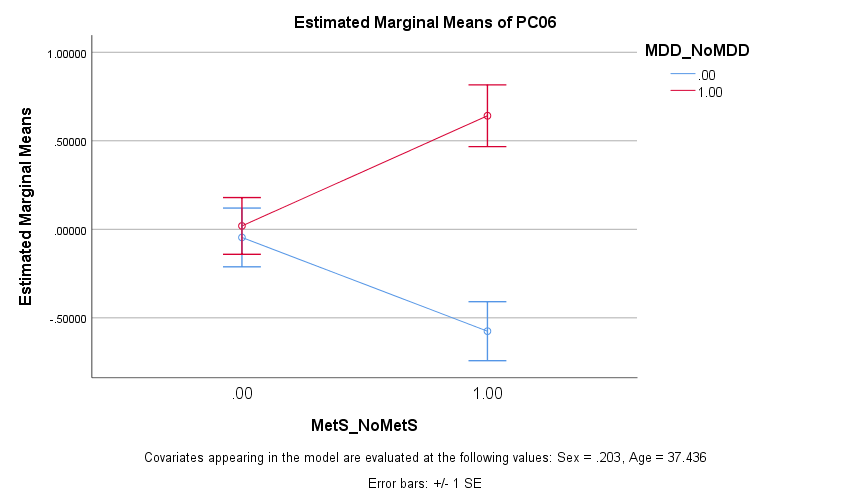 Estimated Marginal Means of PC06
MDD_NoMDD
.00
1.00
Estimated Marginal Means
1.00000
.50000
.00000
-.50000
.00
1.00
MetS_NoMetS
Covariates appearing in the model are evaluated at the following values: Sex = .203, Age = 37.436
Error bars: +/- 1 SE